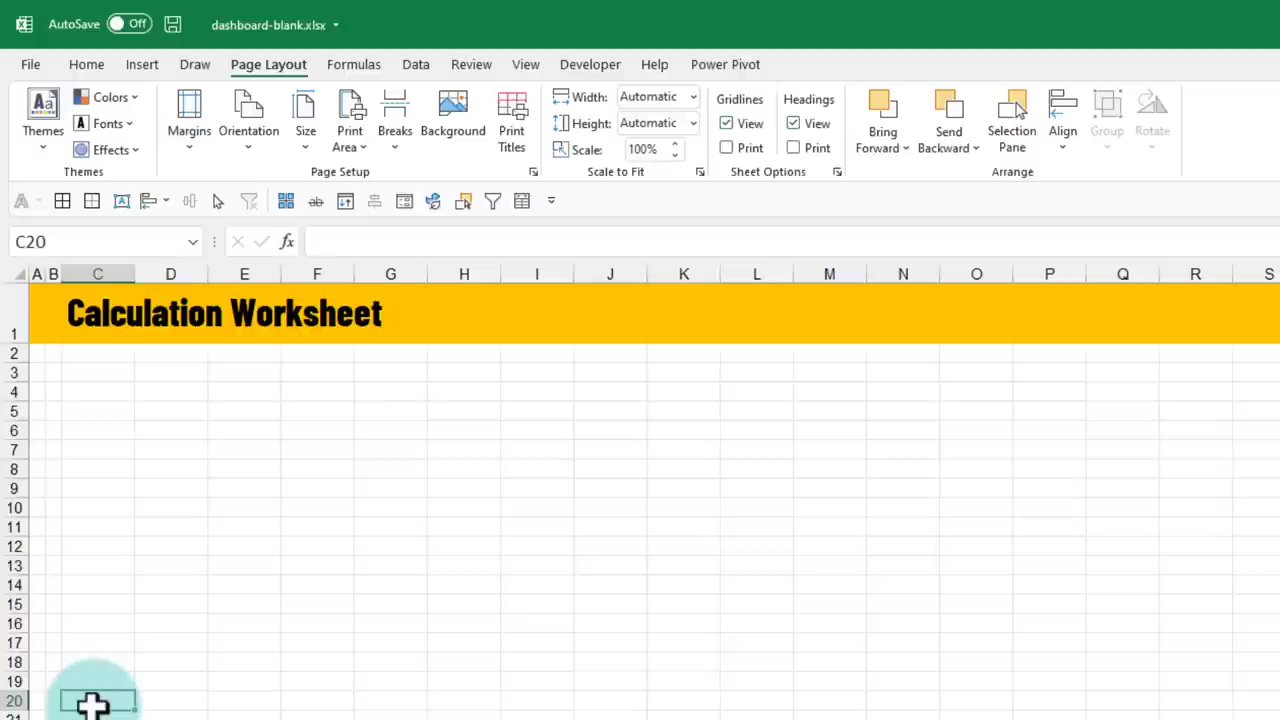 AutoSave Off dashboard-blank.xlsx
File Home Insert Draw Page Layout Formulas Data Review View Developer Help Power Pivot
Themes Colors Fonts Effects
Themes
Margins Orientation Size Print Area Breaks Background Print Titles
Page Setup
Width: Automatic
Height: Automatic
Scale: 100%
Scale to Fit
Gridlines Headings
View View
Print Print
Sheet Options
Bring Forward Send Backward Selection Pane Align Group Rotate
Arrange
A ab
C20 fx
A B C D E F G H I J K L M N O P Q R S
1 Calculation Worksheet
2
3
4
5
6
7
8
9
10
11
12
13
14
15
16
17
18
19
20
21